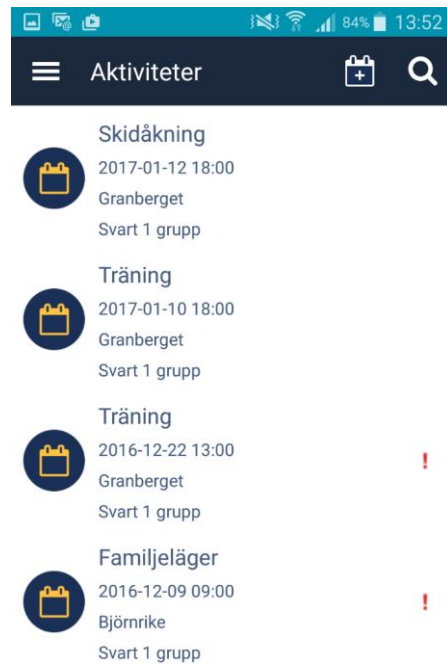 84% 13:52
Aktiviteter
Skidåkning
2017-01-12 18:00
Granberget
Svart 1 grupp
Träning
2017-01-10 18:00
Granberget
Svart 1 grupp
Träning
2016-12-22 13:00
!
Granberget
Svart 1 grupp
Familjeläger
2016-12-09 09:00
!
Björnrike
Svart 1 grupp